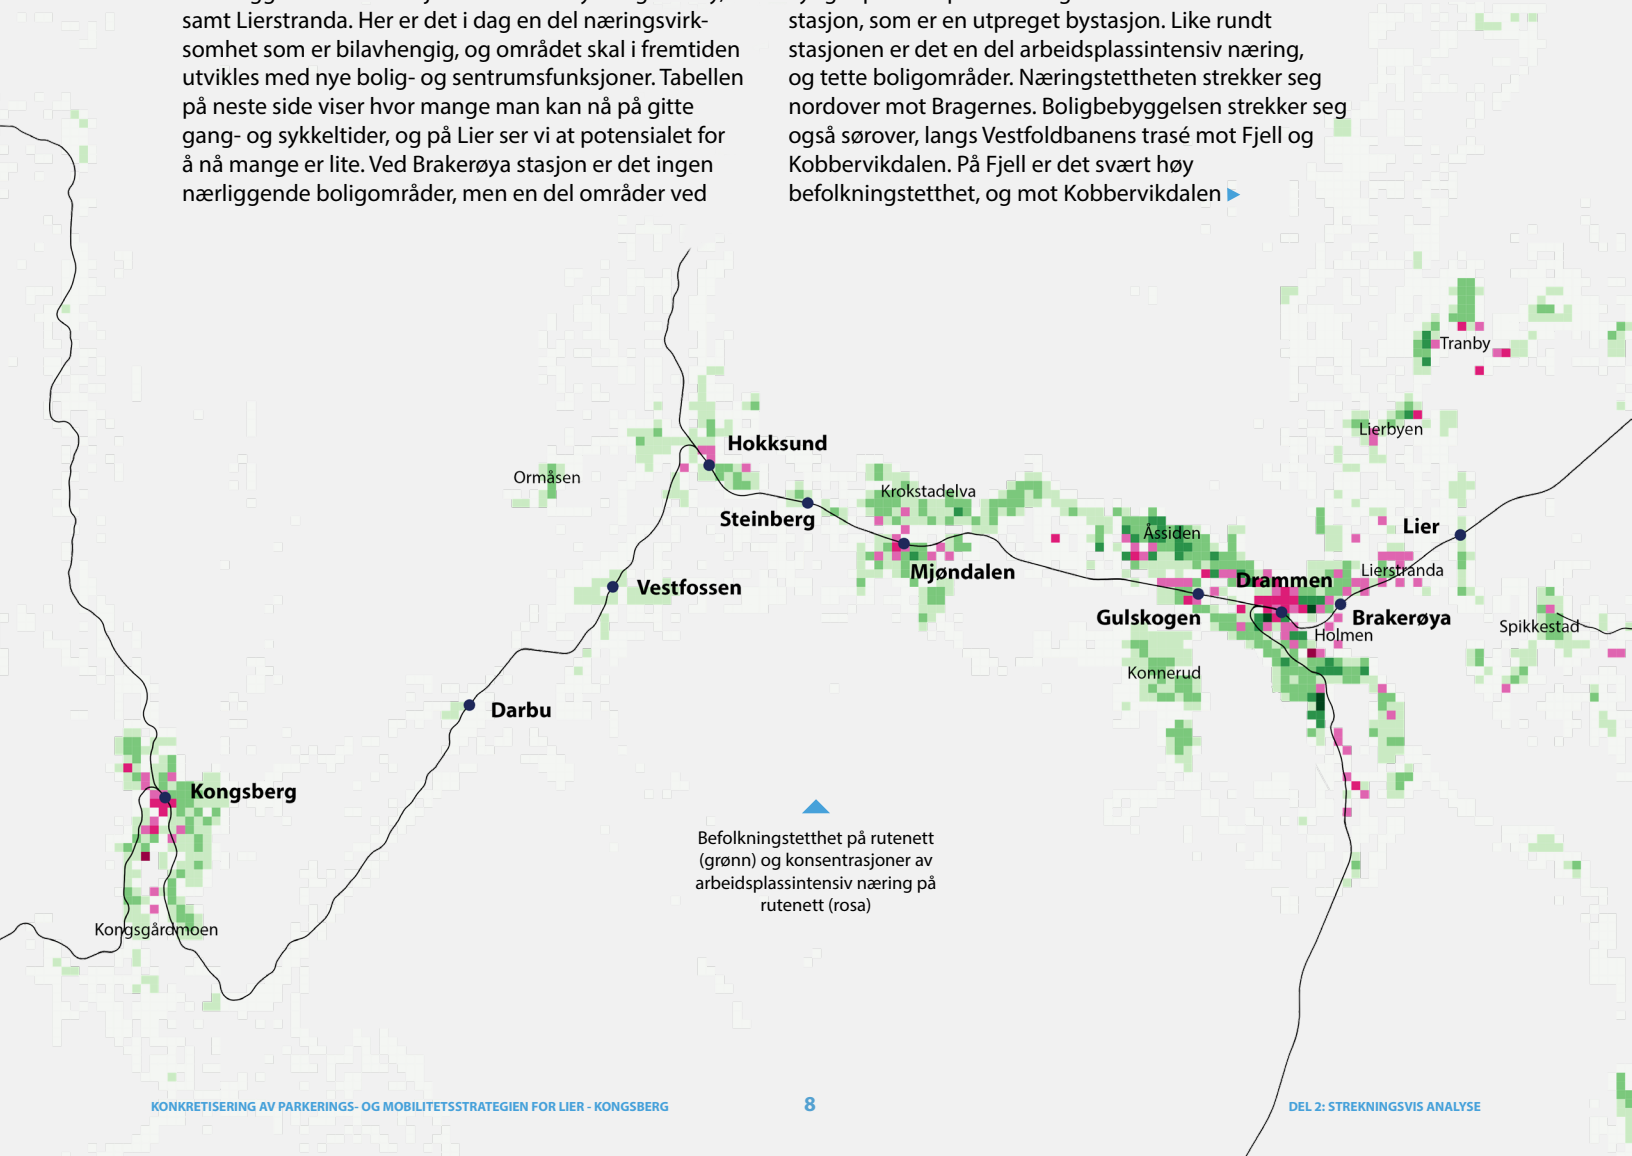 samt Lierstranda. Her er det i dag en del næringsvirk-
somhet som er bilavhengig, og området skal i fremtiden
utvikles med nye bolig- og sentrumsfunksjoner. Tabellen
på neste side viser hvor mange man kan nå på gitte
gang- og sykkeltider, og på Lier ser vi at potensialet for
å nå mange er lite. Ved Brakerøya stasjon er det ingen
nærliggende boligområder, men en del områder ved
stasjon, som er en utpreget bystasjon. Like rundt
stasjonen er det en del arbeidsplassintensiv næring,
og tette boligområder. Næringstettheten strekker seg
nordover mot Bragernes. Boligbebyggelsen strekker seg
også sørover, langs Vestfoldbanens trasé mot Fjell og
Kobbervikdalen. På Fjell er det svært høy
befolkningstetthet, og mot Kobbervikdalen
Tranby
Lierbyen
Hokksund
Ormåsen
Krokstadelva
Steinberg
Lier
Åssiden
Mjøndalen
Lierstranda
Drammen
Vestfossen
Gulskogen
Brakerøya
Spikkestad
Holmen
Konnerud
Darbu
Kongsberg
Befolkningstetthet på rutenett
(grønn) og konsentrasjoner av
arbeidsplassintensiv næring på
rutenett (rosa)
Kongsgårdmoen
KONKRETISERING AV PARKERINGS- OG MOBILITETSSTRATEGIEN FOR LIER - KONGSBERG
8
DEL 2: STREKNINGSVIS ANALYSE